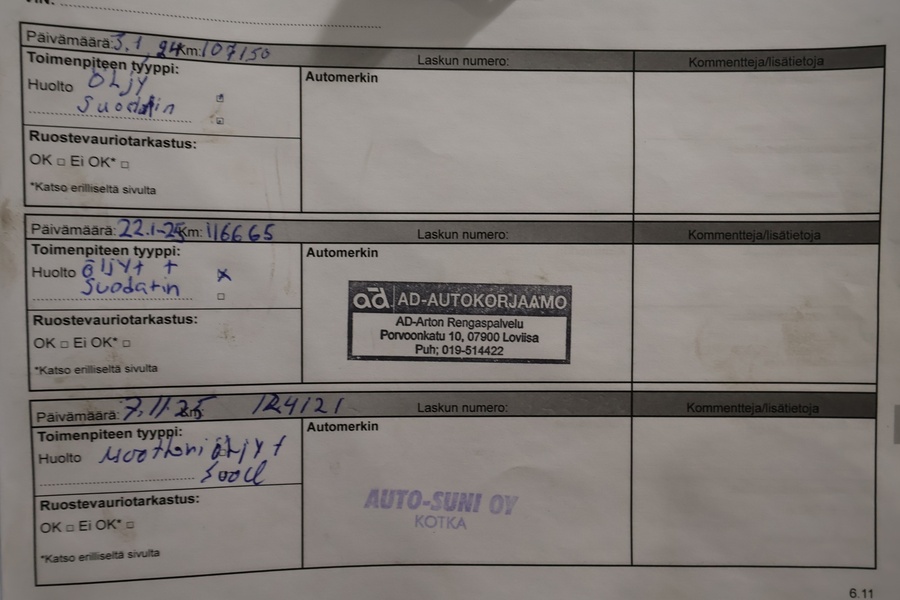 Päivämäärä: 3.1.24 Km: 107150 Laskun numero: Kommentteja/lisätietoja
Toimenpiteen tyyppi: Automerkin
Huolto ÖLJY
Suodatin
Ruostevauriotarkastus:
OK □ Ei OK* □
*Katso erilliseltä sivulta
Päivämäärä: 22.1-25 Km: 116665 Laskun numero: Kommentteja/lisätietoja
Toimenpiteen tyyppi: Automerkin
Huolto öljyt +
Suodatin
ad AD-AUTOKORJAAMO
AD-Arton Rengaspalvelu
Porvoonkatu 10, 07900 Loviisa
Puh; 019-514422
Ruostevauriotarkastus:
OK □ Ei OK* □
*Katso erilliseltä sivulta
Päivämäärä: 7.11.25 Km: 124121 Laskun numero: Kommentteja/lisätietoja
Toimenpiteen tyyppi: Automerkin
Huolto Moottoriöljyt
AUTO-SUNI OY
KOTKA
Ruostevauriotarkastus:
OK □ Ei OK* □
*Katso erilliseltä sivulta
6.11